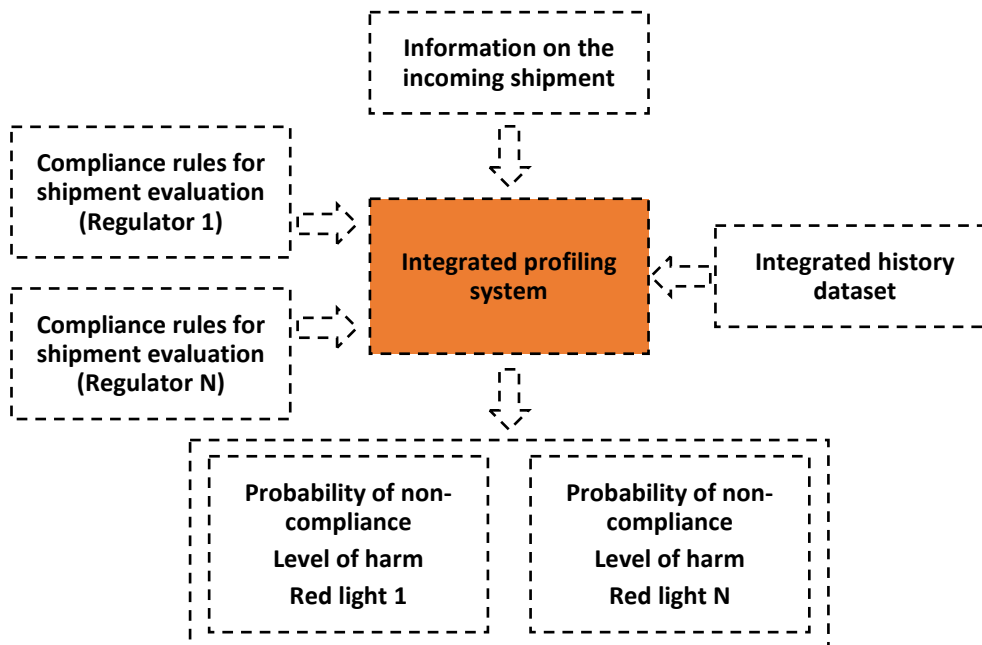 Information on the
incoming shipment
Compliance rules for
shipment evaluation
(Regulator 1)
Integrated profiling
system
Integrated history
dataset
Compliance rules for
shipment evaluation
(Regulator N)
Probability of non-
compliance
Level of harm
Red light 1
Probability of non-
compliance
Level of harm
Red light N